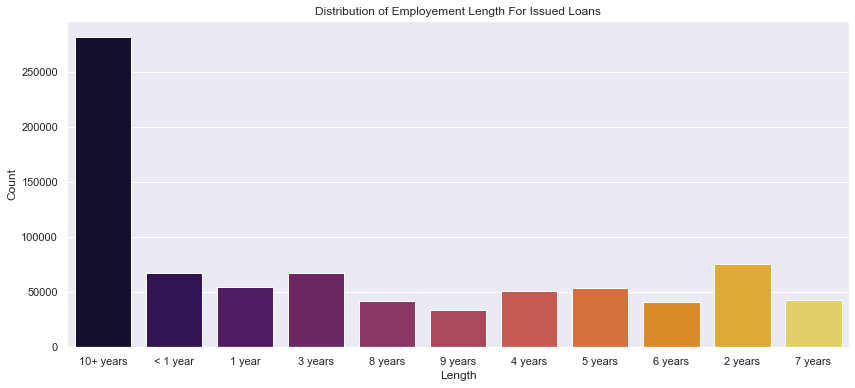 Distribution of Employement Length For Issued Loans
250000
200000
150000
100000
50000
0
Count
10+ years < 1 year 1 year 3 years 8 years 9 years 4 years 5 years 6 years 2 years 7 years
Length